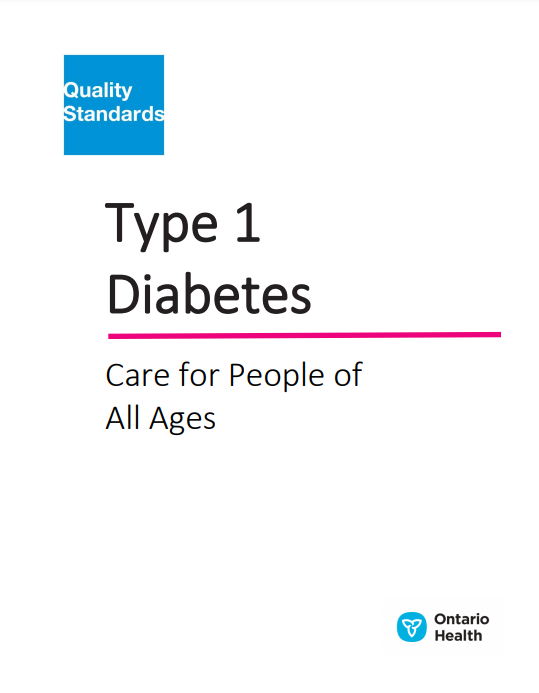 Quality
Standards
Type 1
Diabetes
Care for People of
All Ages
Ontario
Health